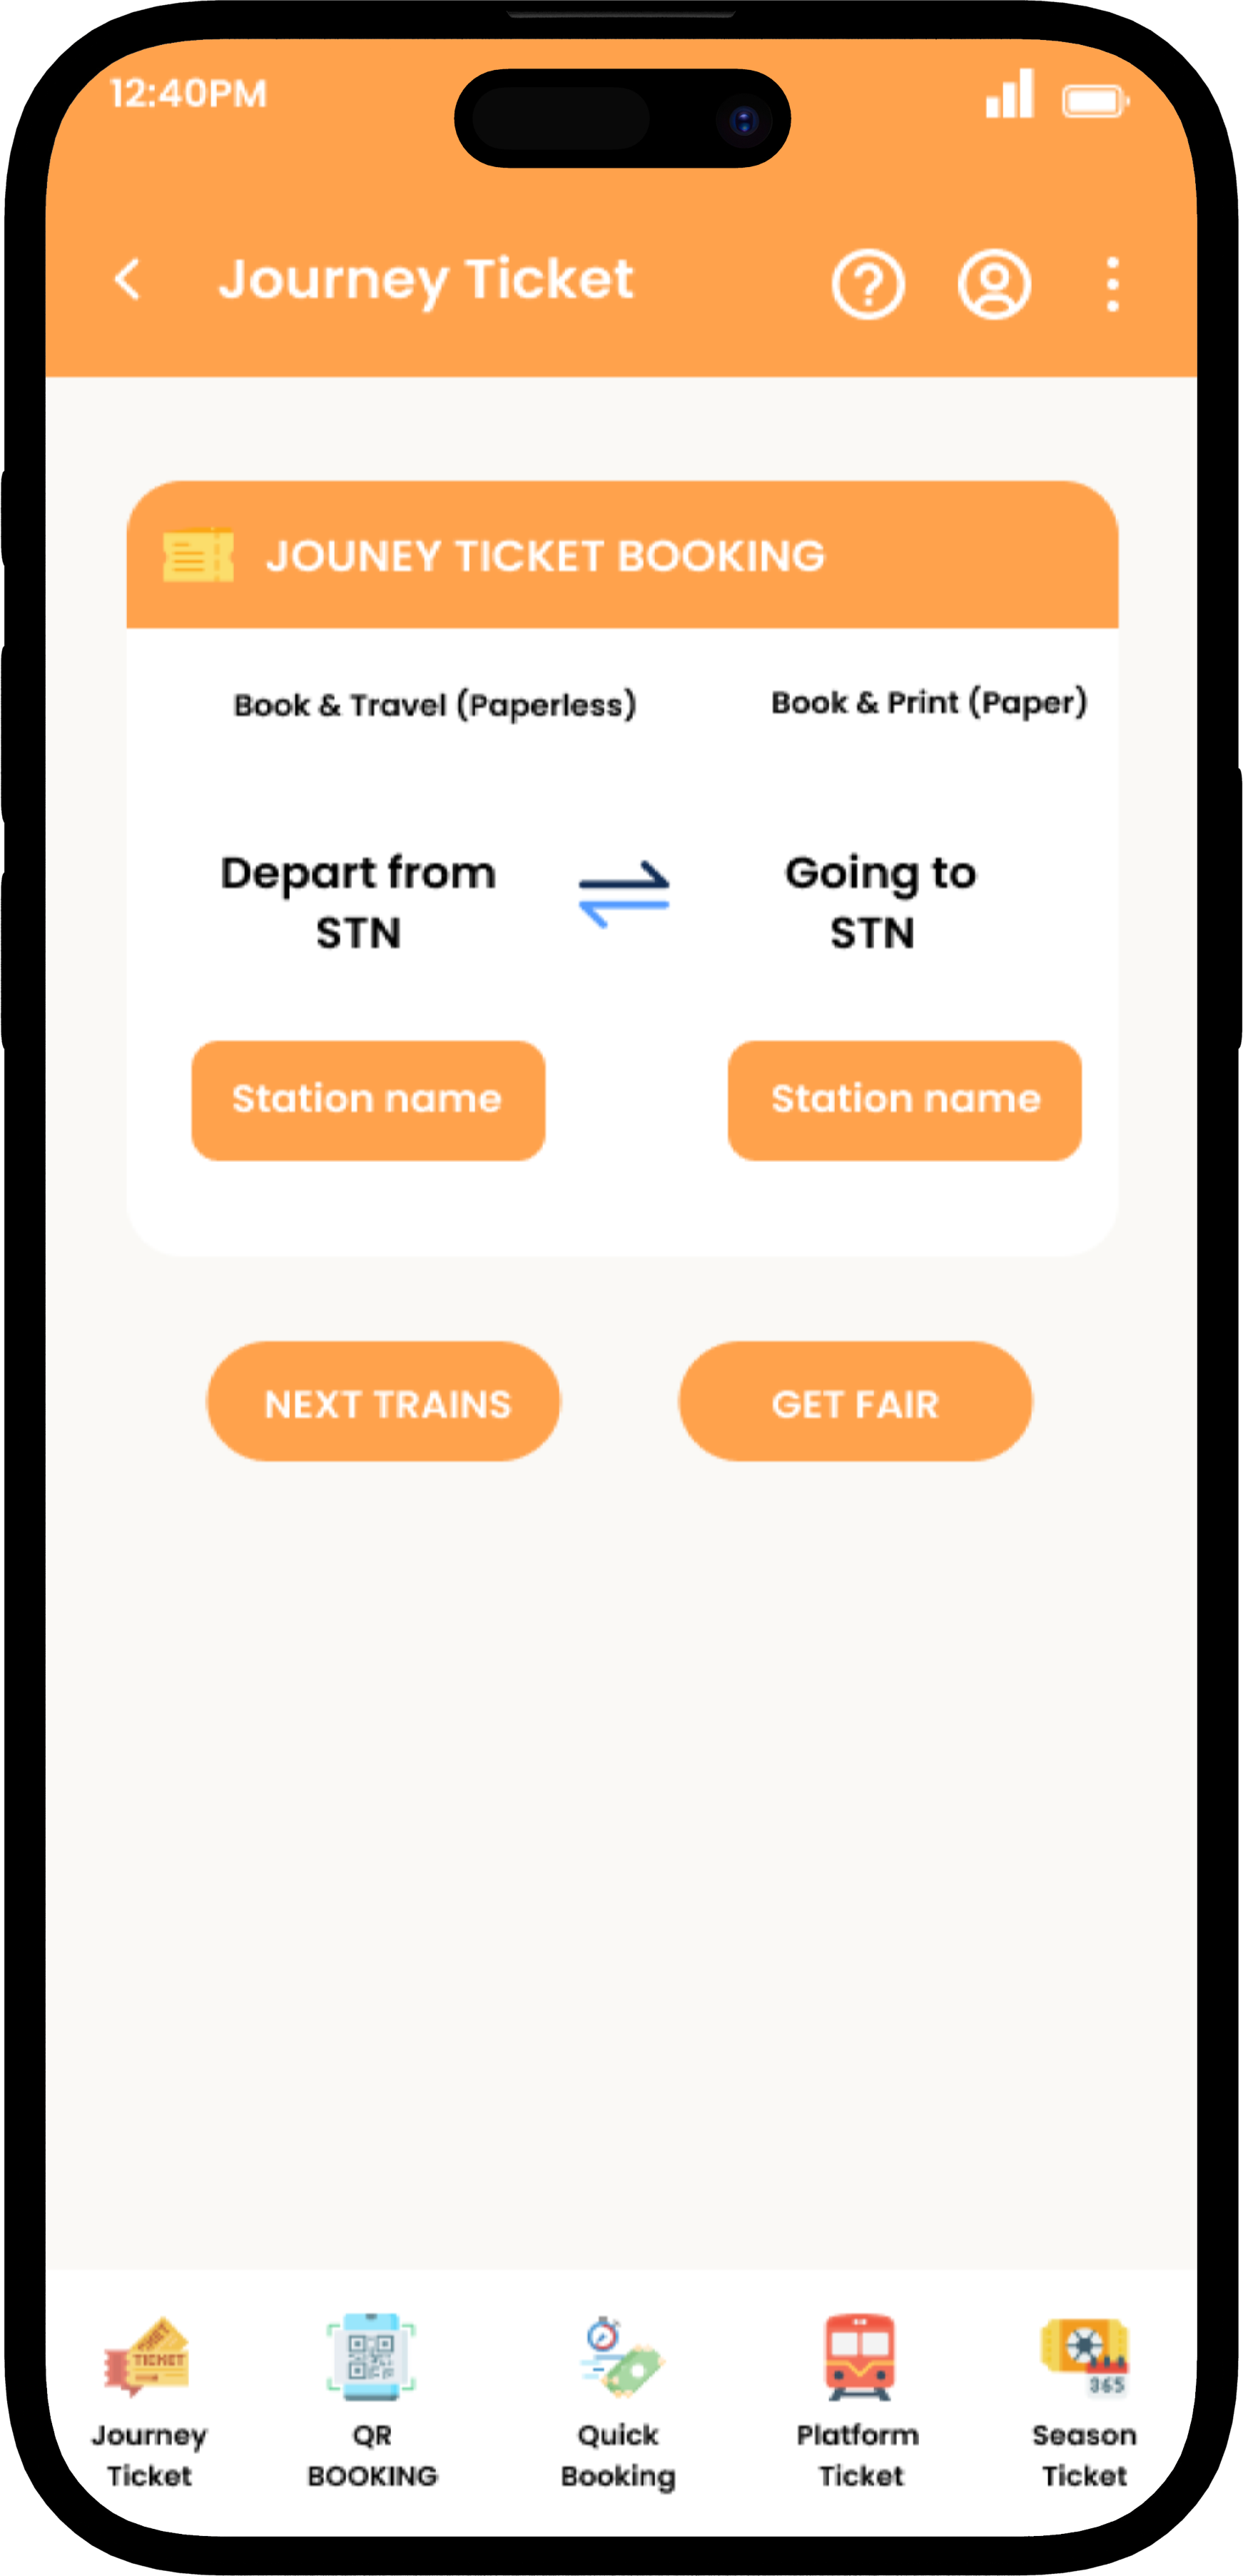 12:40PM
Journey Ticket
JOUNEY TICKET BOOKING
Book & Travel (Paperless)
Book & Print (Paper)
Depart from
STN
Going to
STN
Station name
Station name
NEXT TRAINS
GET FAIR
TICKET
TICKET
365
Journey
Ticket
QR
BOOKING
Quick
Booking
Platform
Ticket
Season
Ticket